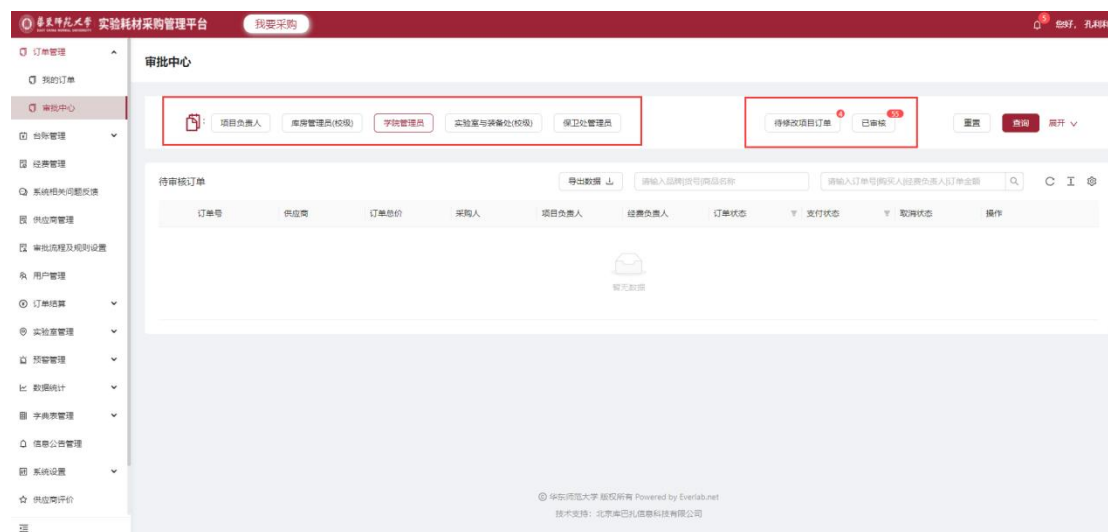 華東師范大學 实验耗材采购管理平台 我要采购 5 您好，孔利利
EAST CHINA NORMAL UNIVERSITY
订单管理
我的订单
审批中心
台账管理
经费管理
系统相关问题反馈
供应商管理
审批流程及规则设置
用户管理
订单结算
实验室管理
预警管理
数据统计
字典表管理
信息公告管理
系统设置
供应商评价
审批中心
: 项目负责人 库房管理员(校级) 学院管理员 实验室与装备处(校级) 保卫处管理员 待修改项目订单 4 已审核 55 重置 查询 展开
待审核订单 导出数据 请输入品牌|货号|商品名称 请输入订单号|购买人|经费负责人|订单金额
订单号 供应商 订单总价 采购人 项目负责人 经费负责人 订单状态 支付状态 取消状态 操作
暂无数据
© 华东师范大学 版权所有 Powered by Everlab.net
技术支持：北京库巴扎信息科技有限公司